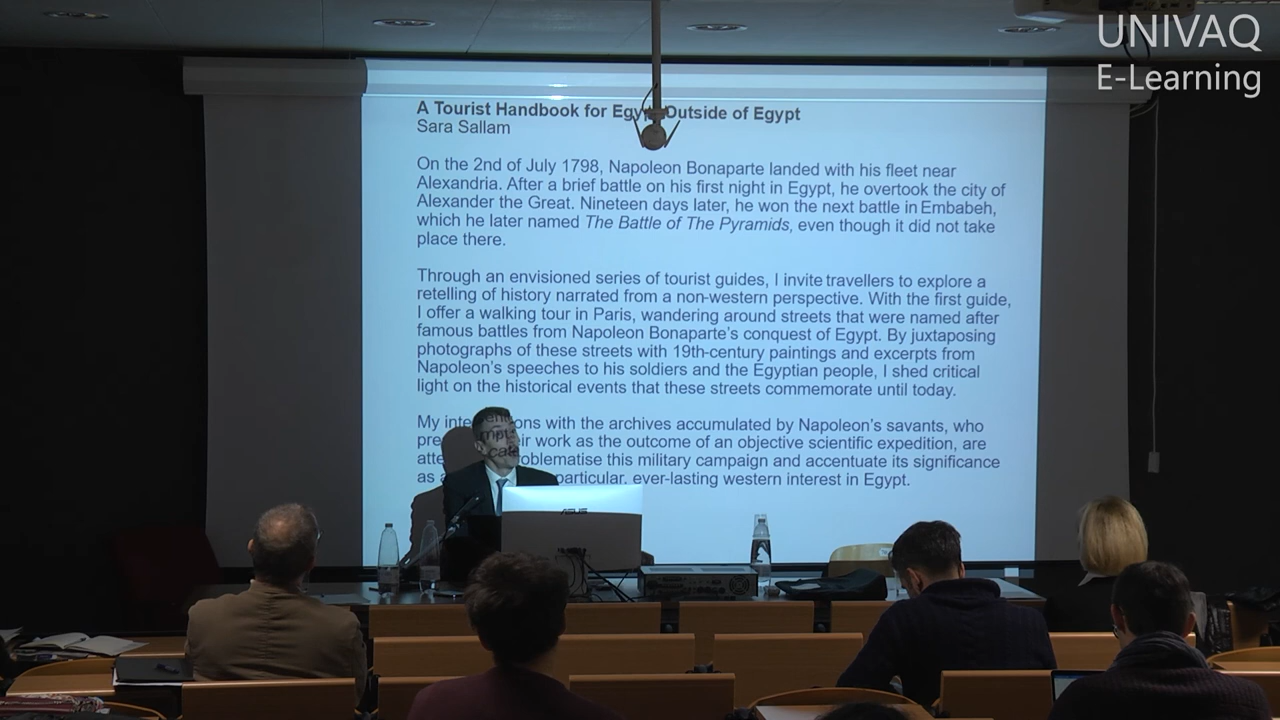 UNIVAQ
E-Learning
A Tourist Handbook for Egypt Outside of Egypt
Sara Sallam
On the 2nd of July 1798, Napoleon Bonaparte landed with his fleet near
Alexandria. After a brief battle on his first night in Egypt, he overtook the city of
Alexander the Great. Nineteen days later, he won the next battle in Embabeh,
which he later named The Battle of The Pyramids, even though it did not take
place there.
Through an envisioned series of tourist guides, I invite travellers to explore a
retelling of history narrated from a non-western perspective. With the first guide,
I offer a walking tour in Paris, wandering around streets that were named after
famous battles from Napoleon Bonaparte's conquest of Egypt. By juxtaposing
photographs of these streets with 19th-century paintings and excerpts from
Napoleon's speeches to his soldiers and the Egyptian people, I shed critical
light on the historical events that these streets commemorate until today.
My interventions with the archives accumulated by Napoleon's savants, who
their work as the outcome of an objective scientific expedition, are
problematise this military campaign and accentuate its significance
as a particular, ever-lasting western interest in Egypt.
ASUS